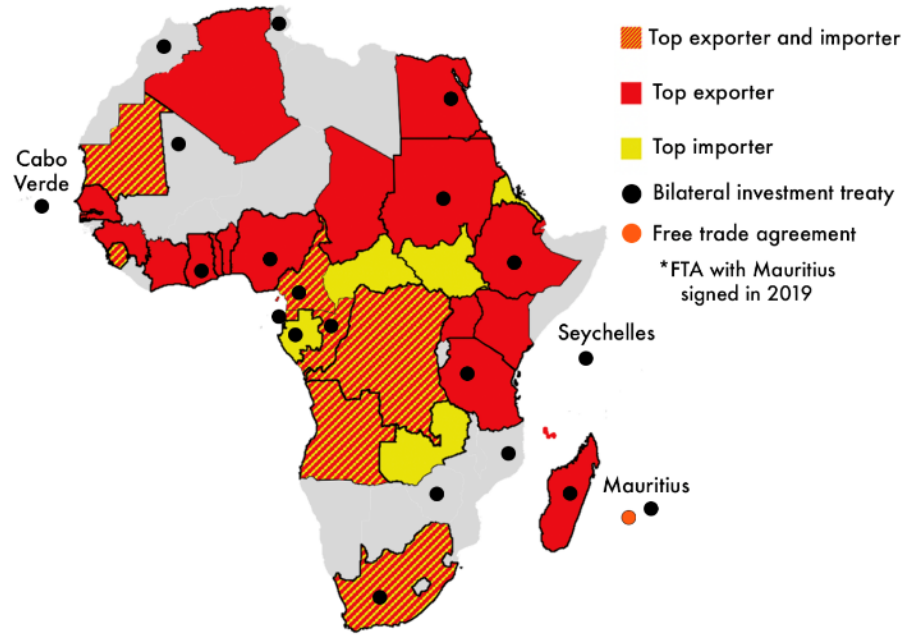 Top exporter and importer
Top exporter
Top importer
Bilateral investment treaty
Free trade agreement
*FTA with Mauritius
signed in 2019
Cabo
Verde
Seychelles
Mauritius